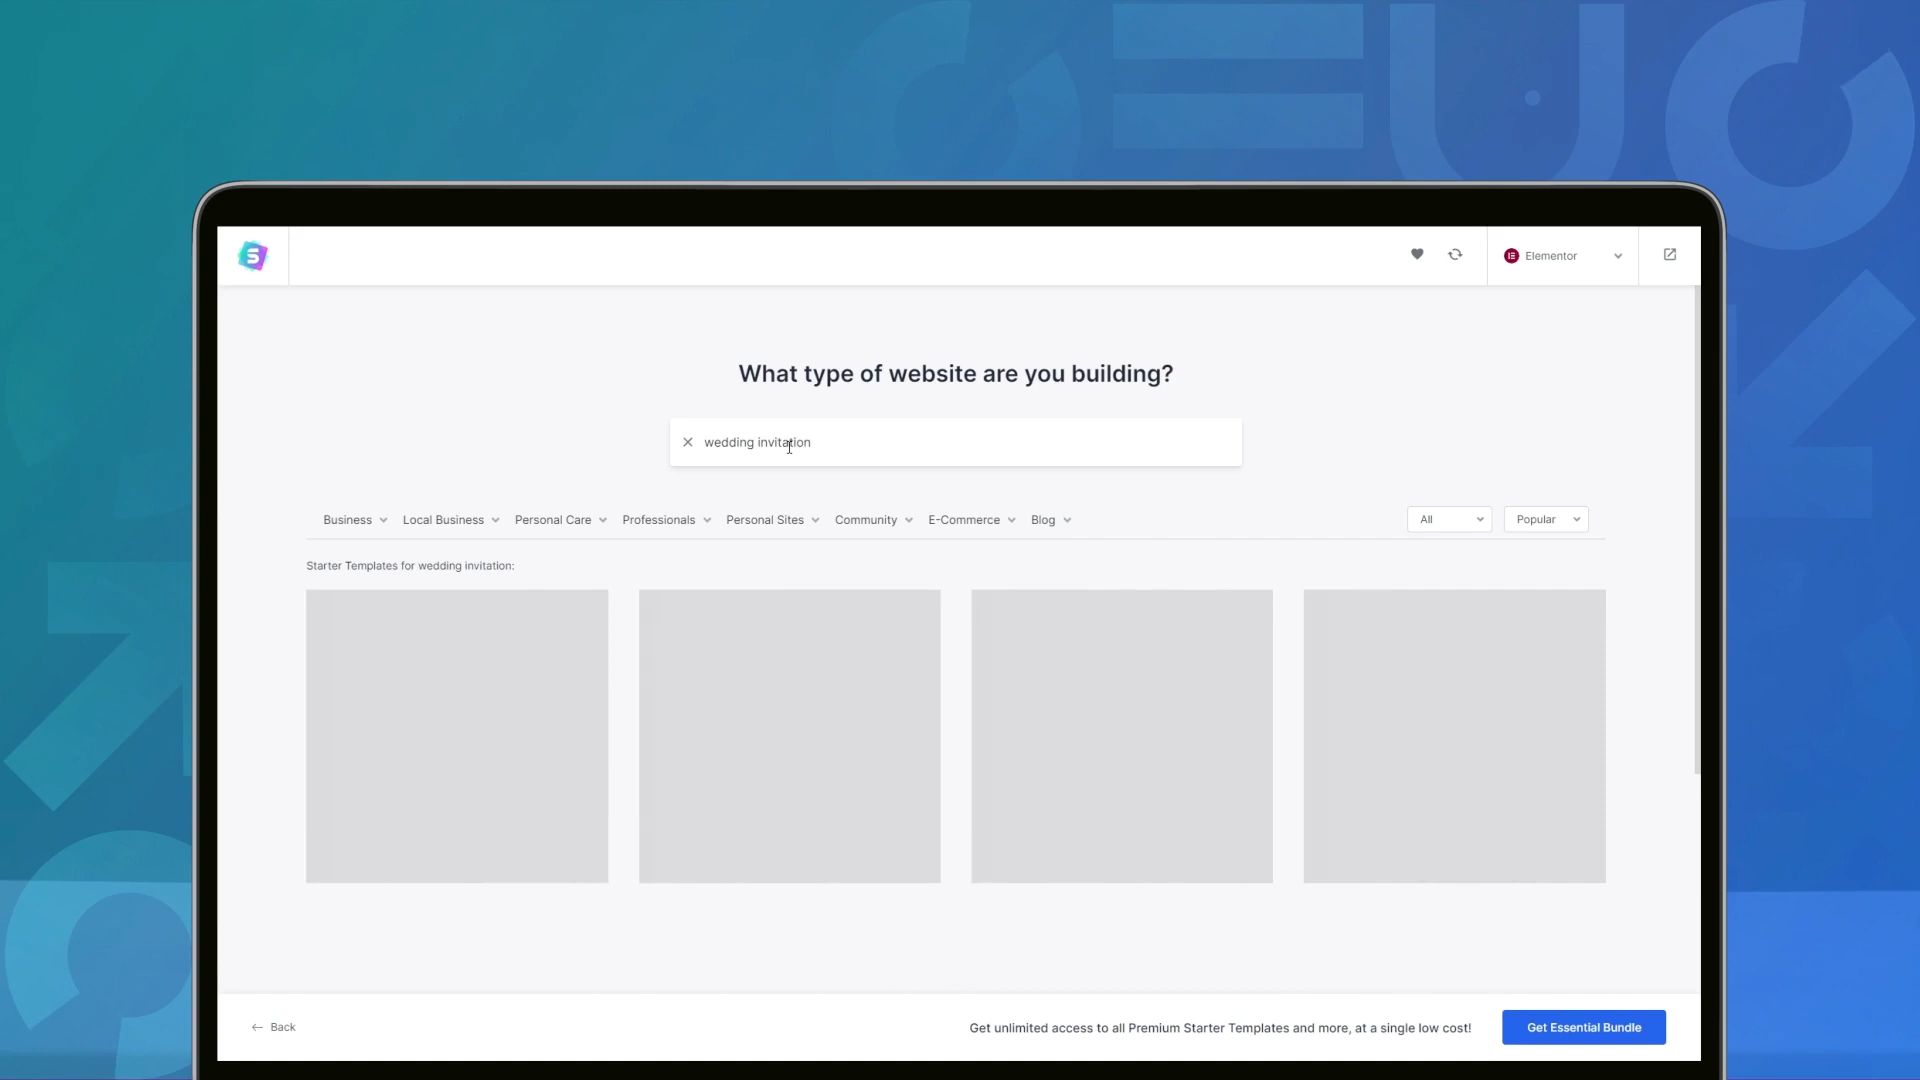 S
Elementor
What type of website are you building?
wedding invitation
Business Local Business Personal Care Professionals Personal Sites Community E-Commerce Blog All Popular
Starter Templates for wedding invitation:
Back Get unlimited access to all Premium Starter Templates and more, at a single low cost! Get Essential Bundle